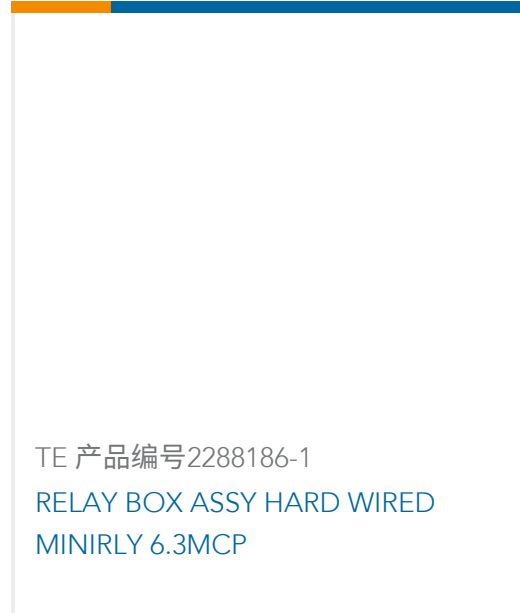 TE 产品编号2288186-1
RELAY BOX ASSY HARD WIRED
MINIRLY 6.3MCP